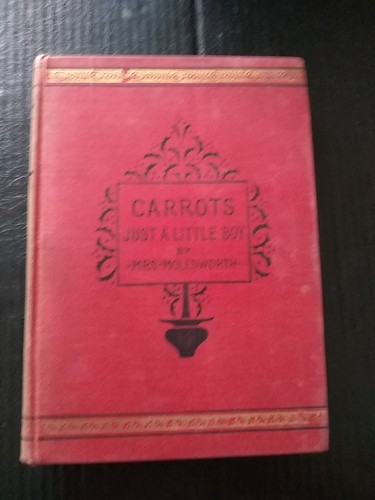 CARROTS
JUST A LITTLE BOY
BY
MRS MOLESWORTH